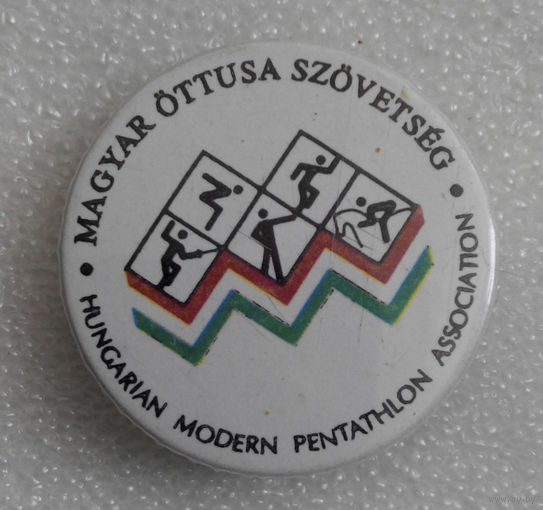 MAGYAR ÖTTUSA SZÖVETSÉG
HUNGARIAN MODERN PENTATHLON ASSOCIATION